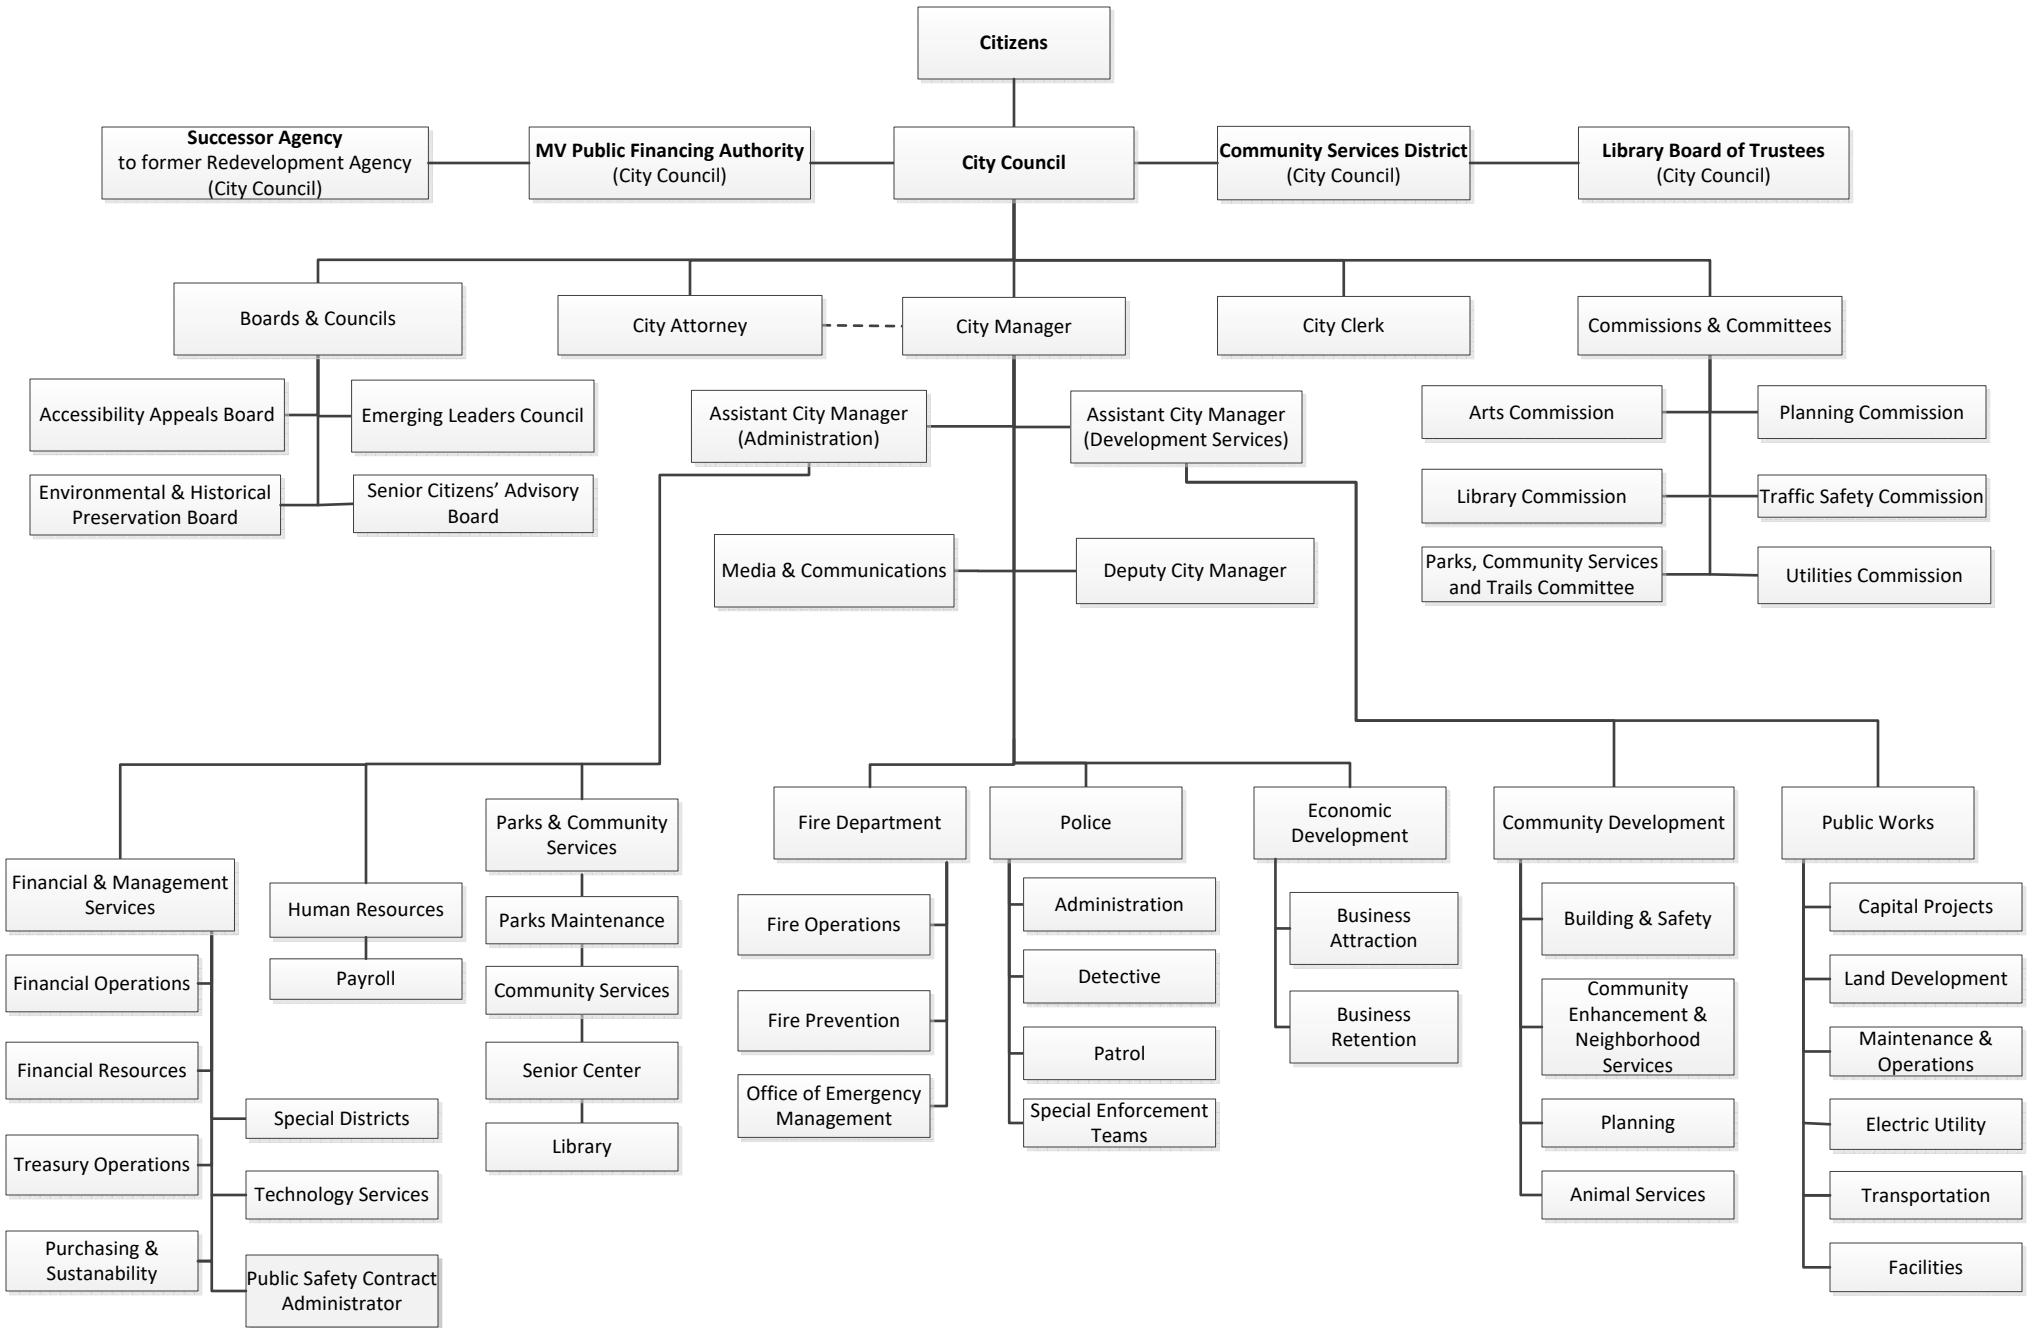 Citizens
Successor Agency
to former Redevelopment Agency
(City Council)
MV Public Financing Authority
(City Council)
City Council
Community Services District
(City Council)
Library Board of Trustees
(City Council)
Boards & Councils
City Attorney
City Manager
City Clerk
Commissions & Committees
Accessibility Appeals Board
Emerging Leaders Council
Environmental & Historical
Preservation Board
Senior Citizens’ Advisory
Board
Assistant City Manager
(Administration)
Assistant City Manager
(Development Services)
Media & Communications
Deputy City Manager
Arts Commission
Planning Commission
Library Commission
Traffic Safety Commission
Parks, Community Services
and Trails Committee
Utilities Commission
Financial & Management
Services
Financial Operations
Financial Resources
Special Districts
Treasury Operations
Technology Services
Purchasing &
Sustanability
Public Safety Contract
Administrator
Human Resources
Payroll
Parks & Community
Services
Parks Maintenance
Community Services
Senior Center
Library
Fire Department
Fire Operations
Fire Prevention
Office of Emergency
Management
Police
Administration
Detective
Patrol
Special Enforcement
Teams
Economic
Development
Business
Attraction
Business
Retention
Community Development
Building & Safety
Community
Enhancement &
Neighborhood
Services
Planning
Animal Services
Public Works
Capital Projects
Land Development
Maintenance &
Operations
Electric Utility
Transportation
Facilities